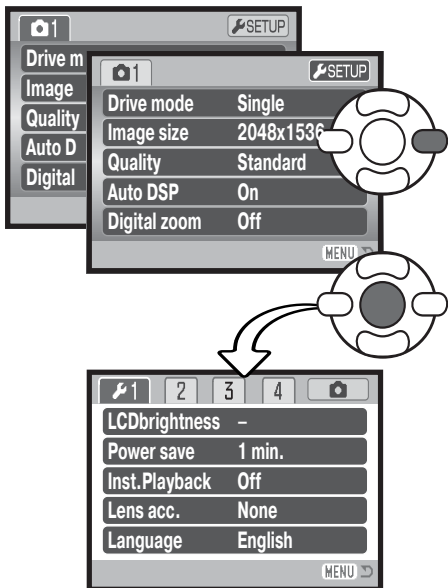 1 SETUP
Drive m
Image
Quality
Auto D
Digital
1 SETUP
Drive mode Single
Image size 2048x1536
Quality Standard
Auto DSP On
Digital zoom Off
MENU
1 2 3 4
LCDbrightness –
Power save 1 min.
Inst.Playback Off
Lens acc. None
Language English
MENU